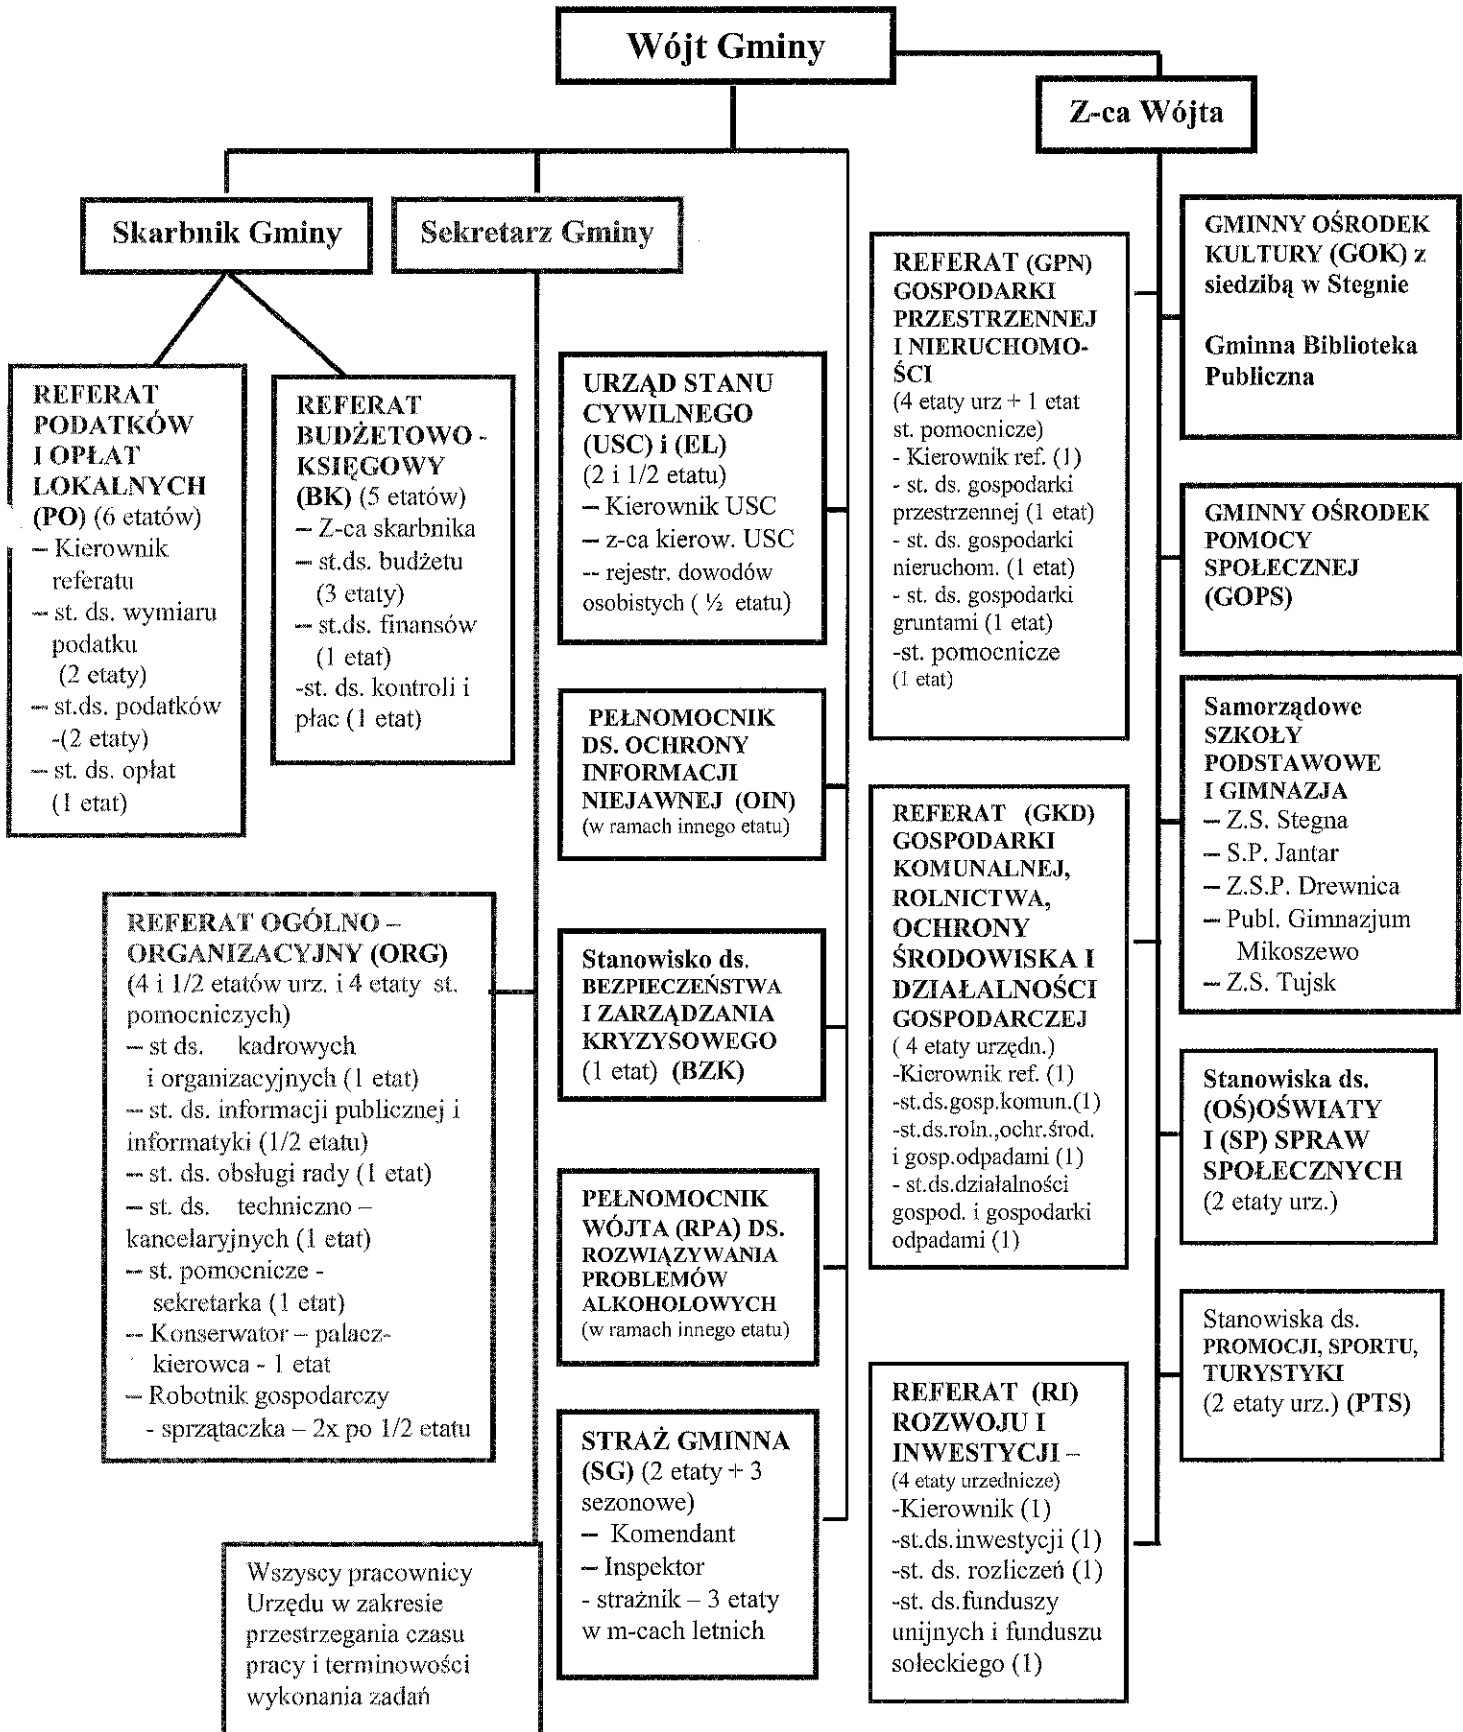 Wójt Gminy
Z-ca Wójta
Skarbnik Gminy
Sekretarz Gminy
REFERAT
PODATKÓW
I OPŁAT
LOKALNYCH
(PO) (6 etatów)
– Kierownik
referatu
– st. ds. wymiaru
podatku
(2 etaty)
– st.ds. podatków
-(2 etaty)
– st. ds. opłat
(1 etat)
REFERAT
BUDŻETOWO -
KSIĘGOWY
(BK) (5 etatów)
– Z-ca skarbnika
– st.ds. budżetu
(3 etaty)
– st.ds. finansów
(1 etat)
-st. ds. kontroli i
płac (1 etat)
REFERAT OGÓLNO –
ORGANIZACYJNY (ORG)
(4 i 1/2 etatów urz. i 4 etaty st.
pomocniczych)
– st ds. kadrowych
i organizacyjnych (1 etat)
– st. ds. informacji publicznej i
informatyki (1/2 etatu)
– st. ds. obsługi rady (1 etat)
– st. ds. techniczno –
kancelaryjnych (1 etat)
– st. pomocnicze -
sekretarka (1 etat)
– Konserwator – palacz-
kierowca - 1 etat
– Robotnik gospodarczy
- sprzątaczka – 2x po 1/2 etatu
Wszyscy pracownicy
Urzędu w zakresie
przestrzegania czasu
pracy i terminowości
wykonania zadań
URZĄD STANU
CYWILNEGO
(USC) i (EL)
(2 i 1/2 etatu)
– Kierownik USC
– z-ca kierow. USC
-- rejestr. dowodów
osobistych ( ½ etatu)
PEŁNOMOCNIK
DS. OCHRONY
INFORMACJI
NIEJAWNEJ (OIN)
(w ramach innego etatu)
Stanowisko ds.
BEZPIECZEŃSTWA
I ZARZĄDZANIA
KRYZYSOWEGO
(1 etat) (BZK)
PEŁNOMOCNIK
WÓJTA (RPA) DS.
ROZWIĄZYWANIA
PROBLEMÓW
ALKOHOLOWYCH
(w ramach innego etatu)
STRAŻ GMINNA
(SG) (2 etaty + 3
sezonowe)
– Komendant
– Inspektor
- strażnik – 3 etaty
w m-cach letnich
REFERAT (GPN)
GOSPODARKI
PRZESTRZENNEJ
I NIERUCHOMO-
ŚCI
(4 etaty urz + 1 etat
st. pomocnicze)
- Kierownik ref. (1)
- st. ds. gospodarki
przestrzennej (1 etat)
- st. ds. gospodarki
nieruchom. (1 etat)
- st. ds. gospodarki
gruntami (1 etat)
-st. pomocnicze
(1 etat)
REFERAT (GKD)
GOSPODARKI
KOMUNALNEJ,
ROLNICTWA,
OCHRONY
ŚRODOWISKA I
DZIAŁALNOŚCI
GOSPODARCZEJ
( 4 etaty urzędn.)
-Kierownik ref. (1)
-st.ds.gosp.komun.(1)
-st.ds.roln.,ochr.środ.
i gosp.odpadami (1)
- st.ds.działalności
gospod. i gospodarki
odpadami (1)
REFERAT (RI)
ROZWOJU I
INWESTYCJI –
(4 etaty urzednicze)
-Kierownik (1)
-st.ds.inwestycji (1)
-st. ds. rozliczeń (1)
-st. ds.funduszy
unijnych i funduszu
sołeckiego (1)
GMINNY OŚRODEK
KULTURY (GOK) z
siedzibą w Stegnie
Gminna Biblioteka
Publiczna
GMINNY OŚRODEK
POMOCY
SPOŁECZNEJ
(GOPS)
Samorządowe
SZKOŁY
PODSTAWOWE
I GIMNAZJA
– Z.S. Stegna
– S.P. Jantar
– Z.S.P. Drewnica
– Publ. Gimnazjum
Mikoszewo
– Z.S. Tujsk
Stanowiska ds.
(OŚ)OŚWIATY
I (SP) SPRAW
SPOŁECZNYCH
(2 etaty urz.)
Stanowiska ds.
PROMOCJI, SPORTU,
TURYSTYKI
(2 etaty urz.) (PTS)